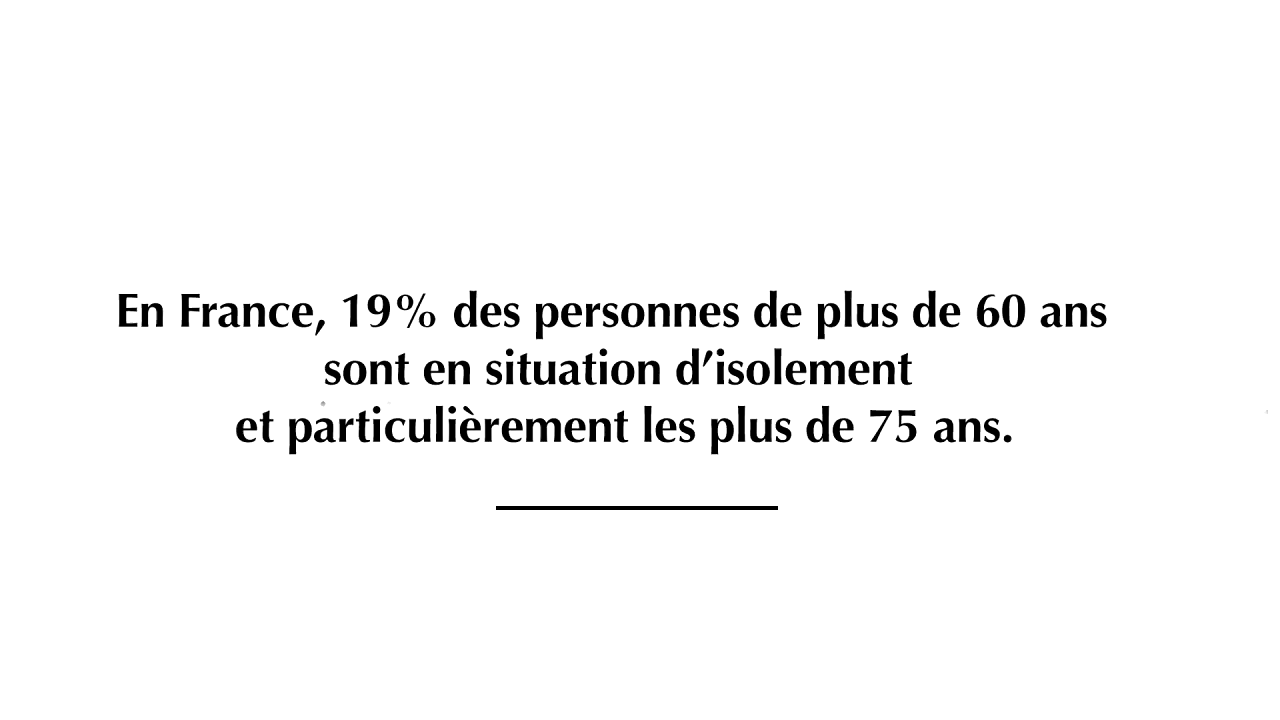 En France, 19% des personnes de plus de 60 ans
sont en situation d’isolement
et particulièrement les plus de 75 ans.